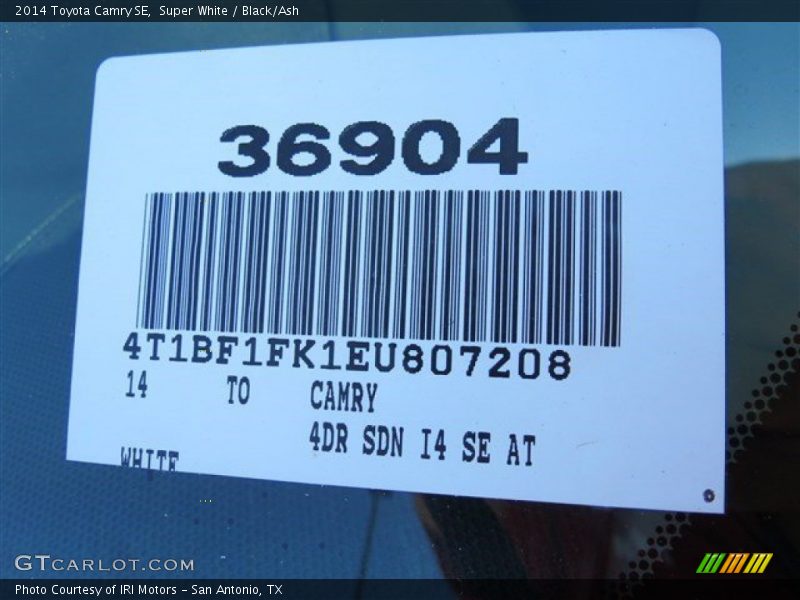 2014 Toyota Camry SE,  Super White / Black/Ash
36904
4T1BF1FK1EU807208
14 TO CAMRY
4DR SDN I4 SE AT
WHITE
GTCARLOT.COM
Photo Courtesy of IRI Motors – San Antonio, TX